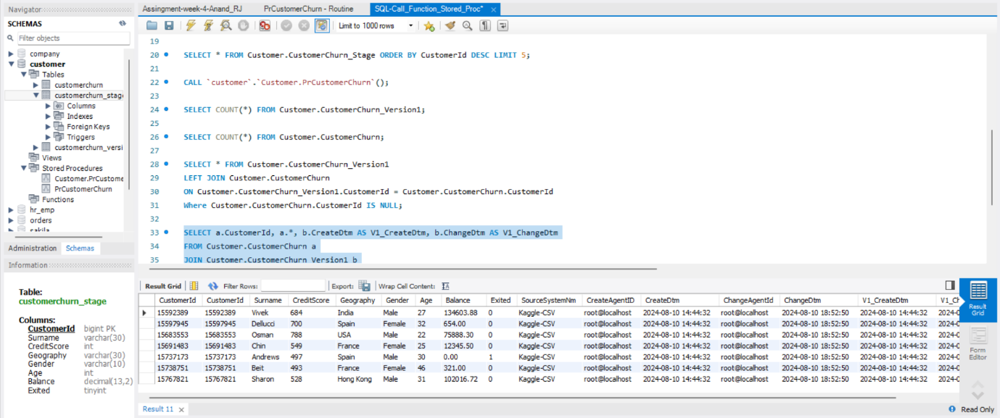 Navigator
SCHEMAS
Filter objects
company
customer
Tables
customerchurn
customerchurn_stage
Columns
Indexes
Foreign Keys
Triggers
customerchurn_versi
Views
Stored Procedures
Customer.PrCustome
PrCustomerChurn
Functions
hr_emp
orders
sakila
Administration Schemas
Information
Table:
customerchurn_stage
Columns:
CustomerId bigint PK
Surname varchar(30)
CreditScore int
Geography varchar(30)
Gender varchar(10)
Age int
Balance decimal(13,2)
Exited tinyint
Assingment-week-4-Anand_RJ PrCustomerChurn - Routine SQL-Call_Function_Stored_Proc*
Limit to 1000 rows
19
20 SELECT * FROM Customer.CustomerChurn_Stage ORDER BY CustomerId DESC LIMIT 5;
21
22 CALL `customer`.`Customer.PrCustomerChurn`();
23
24 SELECT COUNT(*) FROM Customer.CustomerChurn_Version1;
25
26 SELECT COUNT(*) FROM Customer.CustomerChurn;
27
28 SELECT * FROM Customer.CustomerChurn_Version1
29 LEFT JOIN Customer.CustomerChurn
30 ON Customer.CustomerChurn_Version1.CustomerId = Customer.CustomerChurn.CustomerId
31 Where Customer.CustomerChurn.CustomerId IS NULL;
32
33 SELECT a.CustomerId, a.*, b.CreateDtm AS V1_CreateDtm, b.ChangeDtm AS V1_ChangeDtm
34 FROM Customer.CustomerChurn a
35 JOIN Customer.CustomerChurn_Version1 b
Result Grid Filter Rows: Export: Wrap Cell Content:
CustomerId CustomerId Surname CreditScore Geography Gender Age Balance Exited SourceSystemNm CreateAgentID CreateDtm ChangeAgentId ChangeDtm V1_CreateDtm V1_Ch
15592389 15592389 Vivek 684 India Male 27 134603.88 0 Kaggle-CSV root@localhost 2024-08-10 14:44:32 root@localhost 2024-08-10 18:52:50 2024-08-10 14:44:32 2024
15597945 15597945 Dellucci 700 Spain Female 32 654.00 0 Kaggle-CSV root@localhost 2024-08-10 14:44:32 root@localhost 2024-08-10 18:52:50 2024-08-10 14:44:32 2024
15683553 15683553 Osman 788 USA Male 22 75888.30 0 Kaggle-CSV root@localhost 2024-08-10 14:44:32 root@localhost 2024-08-10 18:52:50 2024-08-10 14:44:32 2024
15691483 15691483 Chin 549 France Female 25 12345.50 0 Kaggle-CSV root@localhost 2024-08-10 14:44:32 root@localhost 2024-08-10 18:52:50 2024-08-10 14:44:32 2024
15737173 15737173 Andrews 497 Spain Male 30 0.00 1 Kaggle-CSV root@localhost 2024-08-10 14:44:32 root@localhost 2024-08-10 18:52:50 2024-08-10 14:44:32 2024
15738751 15738751 Beit 493 France Female 46 321.00 0 Kaggle-CSV root@localhost 2024-08-10 14:44:32 root@localhost 2024-08-10 18:52:50 2024-08-10 14:44:32 2024
15767821 15767821 Sharon 528 Hong Kong Male 31 102016.72 0 Kaggle-CSV root@localhost 2024-08-10 14:44:32 root@localhost 2024-08-10 18:52:50 2024-08-10 14:44:32 2024
Result
Grid
Form
Editor
Result 11
Read Only